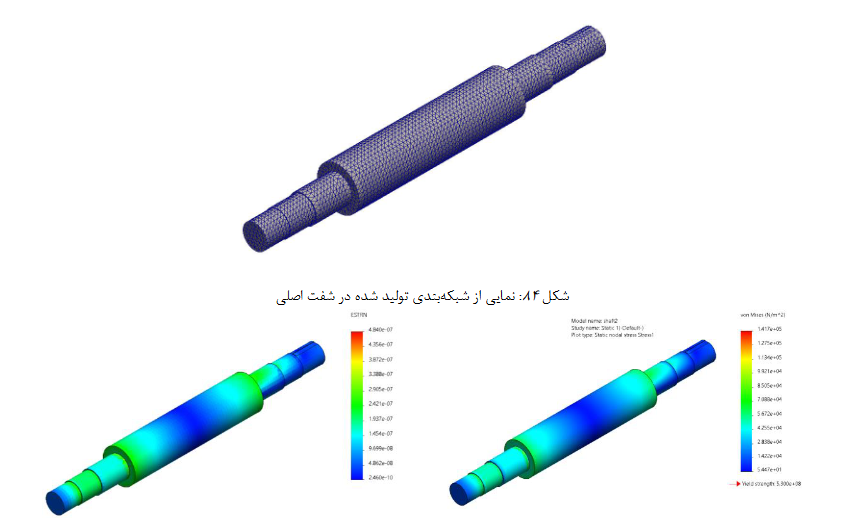 شکل ۸۴: نمایی از شبکه‌بندی تولید شده در شفت اصلی
ESTRN
4.840e-07
4.356e-07
3.872e-07
3.388e-07
2.905e-07
2.421e-07
1.937e-07
1.454e-07
9.699e-08
4.862e-08
2.460e-10
Model name: shaft2
Study name: Static 1(-Default-)
Plot type: Static nodal stress Stress1
von Mises (N/m^2)
1.417e+05
1.275e+05
1.134e+05
9.921e+04
8.505e+04
7.088e+04
5.672e+04
4.255e+04
2.838e+04
1.422e+04
5.447e+01
Yield strength: 5.300e+08